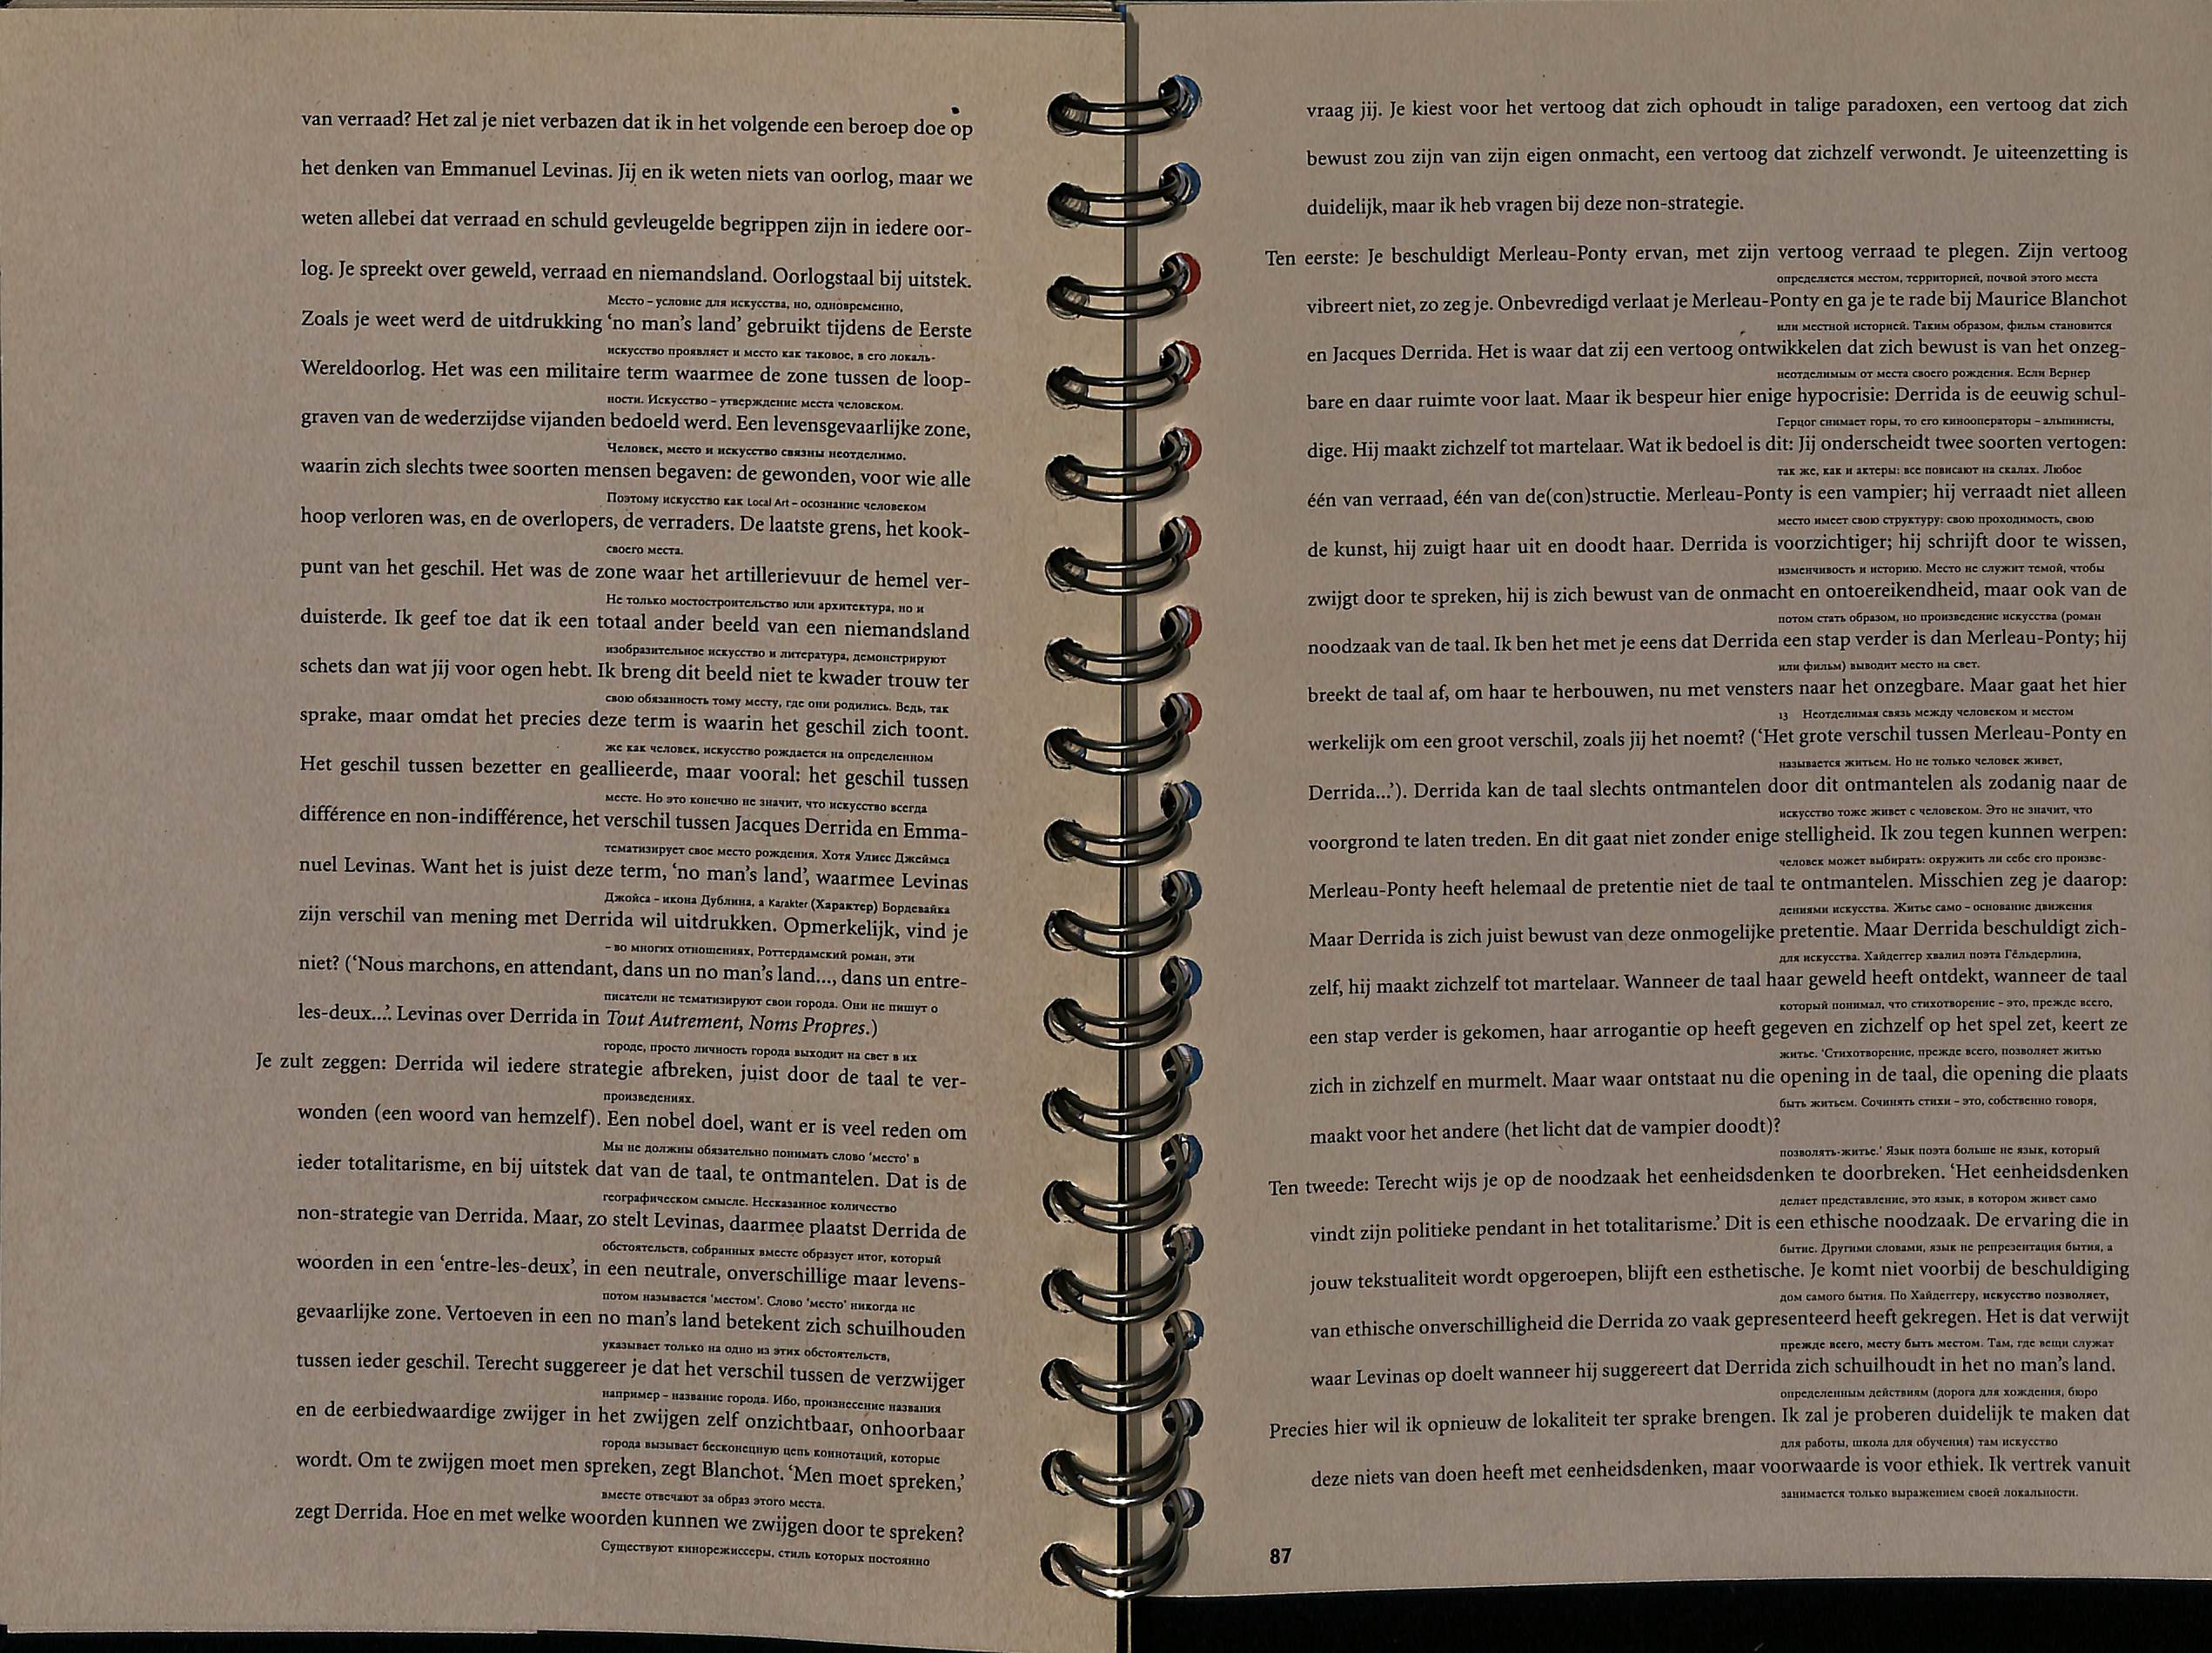 van verraad? Het zal je niet verbazen dat ik in het volgende een beroep doe op
het denken van Emmanuel Levinas. Jij en ik weten niets van oorlog, maar we
weten allebei dat verraad en schuld gevleugelde begrippen zijn in iedere oor-
log. Je spreekt over geweld, verraad en niemandsland. Oorlogstaal bij uitstek.
Место – условие для искусства, но, одновременно,
Zoals je weet werd de uitdrukking ‘no man’s land’ gebruikt tijdens de Eerste
искусство проявляет и место как таковое, в его локаль-
Wereldoorlog. Het was een militaire term waarmee de zone tussen de loop-
ности. Искусство – утверждение места человеком.
graven van de wederzijdse vijanden bedoeld werd. Een levensgevaarlijke zone,
Человек, место и искусство связны неотделимо.
waarin zich slechts twee soorten mensen begaven: de gewonden, voor wie alle
Поэтому искусство как Local Art – осознание человеком
hoop verloren was, en de overlopers, de verraders. De laatste grens, het kook-
своего места.
punt van het geschil. Het was de zone waar het artillerievuur de hemel ver-
Не только мостостроительство или архитектура, но и
duisterde. Ik geef toe dat ik een totaal ander beeld van een niemandsland
изобразительное искусство и литература, демонстрируют
schets dan wat jij voor ogen hebt. Ik breng dit beeld niet te kwader trouw ter
свою обязанность тому месту, где они родились. Ведь, так
sprake, maar omdat het precies deze term is waarin het geschil zich toont.
же как человек, искусство рождается на определенном
Het geschil tussen bezetter en geallieerde, maar vooral: het geschil tussen
месте. Но это конечно не значит, что искусство всегда
différence en non-indifférence, het verschil tussen Jacques Derrida en Emma-
тематизирует свое место рождения. Хотя Улисс Джеймса
nuel Levinas. Want het is juist deze term, ‘no man’s land’, waarmee Levinas
Джойса – икона Дублина, а Karakter (Характер) Бордевайка
zijn verschil van mening met Derrida wil uitdrukken. Opmerkelijk, vind je
– во многих отношениях, Роттердамский роман, эти
niet? (‘Nous marchons, en attendant, dans un no man’s land..., dans un entre-
писатели не тематизируют свои города. Они не пишут о
les-deux...’. Levinas over Derrida in Tout Autrement, Noms Propres.)
городе, просто личность города выходит на свет в их
Je zult zeggen: Derrida wil iedere strategie afbreken, juist door de taal te ver-
произведениях.
wonden (een woord van hemzelf). Een nobel doel, want er is veel reden om
Мы не должны обязательно понимать слово ‘место’ в
ieder totalitarisme, en bij uitstek dat van de taal, te ontmantelen. Dat is de
географическом смысле. Несказанное количество
non-strategie van Derrida. Maar, zo stelt Levinas, daarmee plaatst Derrida de
обстоятельств, собранных вместе образует итог, который
woorden in een ‘entre-les-deux’, in een neutrale, onverschillige maar levens-
потом называется ‘местом’. Слово ‘место’ никогда не
gevaarlijke zone. Vertoeven in een no man’s land betekent zich schuilhouden
указывает только на одно из этих обстоятельств,
tussen ieder geschil. Terecht suggereer je dat het verschil tussen de verzwijger
например – название города. Ибо, произнесение названия
en de eerbiedwaardige zwijger in het zwijgen zelf onzichtbaar, onhoorbaar
города вызывает бесконецную цепь коннотаций, которые
wordt. Om te zwijgen moet men spreken, zegt Blanchot. ‘Men moet spreken,’
вместе отвечают за образ этого места.
zegt Derrida. Hoe en met welke woorden kunnen we zwijgen door te spreken?
Существуют кинорежиссеры, стиль которых постоянно
vraag jij. Je kiest voor het vertoog dat zich ophoudt in talige paradoxen, een vertoog dat zich
bewust zou zijn van zijn eigen onmacht, een vertoog dat zichzelf verwondt. Je uiteenzetting is
duidelijk, maar ik heb vragen bij deze non-strategie.
Ten eerste: Je beschuldigt Merleau-Ponty ervan, met zijn vertoog verraad te plegen. Zijn vertoog
определяется местом, территорией, почвой этого места
vibreert niet, zo zeg je. Onbevredigd verlaat je Merleau-Ponty en ga je te rade bij Maurice Blanchot
или местной историей. Таким образом, фильм становится
en Jacques Derrida. Het is waar dat zij een vertoog ontwikkelen dat zich bewust is van het onzeg-
неотделимым от места своего рождения. Если Вернер
bare en daar ruimte voor laat. Maar ik bespeur hier enige hypocrisie: Derrida is de eeuwig schul-
Герцог снимает горы, то его кинооператоры – альпинисты,
dige. Hij maakt zichzelf tot martelaar. Wat ik bedoel is dit: Jij onderscheidt twee soorten vertogen:
так же, как и актеры: все повисают на скалах. Любое
één van verraad, één van de(con)structie. Merleau-Ponty is een vampier; hij verraadt niet alleen
место имеет свою структуру: свою проходимость, свою
de kunst, hij zuigt haar uit en doodt haar. Derrida is voorzichtiger; hij schrijft door te wissen,
изменчивость и историю. Место не служит темой, чтобы
zwijgt door te spreken, hij is zich bewust van de onmacht en ontoereikendheid, maar ook van de
потом стать образом, но произведение искусства (роман
noodzaak van de taal. Ik ben het met je eens dat Derrida een stap verder is dan Merleau-Ponty; hij
или фильм) выводит место на свет.
breekt de taal af, om haar te herbouwen, nu met vensters naar het onzegbare. Maar gaat het hier
13 Неотделимая связь между человеком и местом
werkelijk om een groot verschil, zoals jij het noemt? (‘Het grote verschil tussen Merleau-Ponty en
называется житьем. Но не только человек живет,
Derrida...’). Derrida kan de taal slechts ontmantelen door dit ontmantelen als zodanig naar de
искусство тоже живет с человеком. Это не значит, что
voorgrond te laten treden. En dit gaat niet zonder enige stelligheid. Ik zou tegen kunnen werpen:
человек может выбирать: окружить ли себе его произве-
Merleau-Ponty heeft helemaal de pretentie niet de taal te ontmantelen. Misschien zeg je daarop:
дениями искусства. Житье само – основание движения
Maar Derrida is zich juist bewust van deze onmogelijke pretentie. Maar Derrida beschuldigt zich-
для искусства. Хайдеггер хвалил поэта Гёльдерлина,
zelf, hij maakt zichzelf tot martelaar. Wanneer de taal haar geweld heeft ontdekt, wanneer de taal
который понимал, что стихотворение – это, прежде всего,
een stap verder is gekomen, haar arrogantie op heeft gegeven en zichzelf op het spel zet, keert ze
житье. ‘Стихотворение, прежде всего, позволяет житью
zich in zichzelf en murmelt. Maar waar ontstaat nu die opening in de taal, die opening die plaats
быть житьем. Сочинять стихи – это, собственно говоря,
maakt voor het andere (het licht dat de vampier doodt)?
позволять-житье.’ Язык поэта больше не язык, который
Ten tweede: Terecht wijs je op de noodzaak het eenheidsdenken te doorbreken. ‘Het eenheidsdenken
делает представление, это язык, в котором живет само
vindt zijn politieke pendant in het totalitarisme.’ Dit is een ethische noodzaak. De ervaring die in
бытие. Другими словами, язык не репрезентация бытия, а
jouw tekstualiteit wordt opgeroepen, blijft een esthetische. Je komt niet voorbij de beschuldiging
дом самого бытия. По Хайдеггеру, искусство позволяет,
van ethische onverschilligheid die Derrida zo vaak gepresenteerd heeft gekregen. Het is dat verwijt
прежде всего, месту быть местом. Там, где вещи служат
waar Levinas op doelt wanneer hij suggereert dat Derrida zich schuilhoudt in het no man’s land.
определенным действиям (дорога для хождения, бюро
Precies hier wil ik opnieuw de lokaliteit ter sprake brengen. Ik zal je proberen duidelijk te maken dat
для работы, школа для обучения) там искусство
deze niets van doen heeft met eenheidsdenken, maar voorwaarde is voor ethiek. Ik vertrek vanuit
занимается только выражением своей локальности.
87